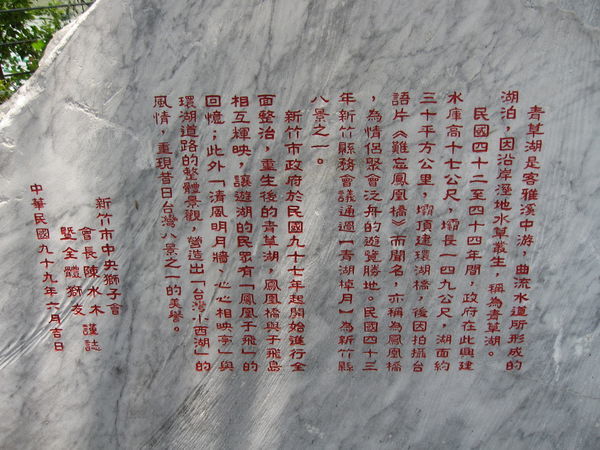 青草湖是客雅溪中游，曲流水道所形成的
湖泊，因沿岸溼地水草叢生，稱為青草湖。
民國四十二至四十四年間，政府在此興建
水庫高十七公尺，壩長一四九公尺，湖面約
三十平方公里，壩頂建環湖橋，後因拍攝台
語片《難忘鳳凰橋》而聞名，亦稱為鳳凰橋
，為情侶聚會泛舟的遊覽勝地。民國四十三
年新竹縣務會議通過「青湖棹月」為新竹縣
八景之一。
新竹市政府於民國九十七年起開始進行全
面整治，重生後的青草湖，鳳凰橋與于飛島
相互輝映，讓遊湖的民眾有「鳳凰于飛」的
回憶；此外「清風明月牆、心心相映亭」與
環湖道路的整體景觀，營造出「台灣小西湖」的
風情，重現昔日台灣八景之一的美譽。
新竹市中央獅子會
會長陳水木 謹誌
暨全體獅友
中華民國九十九年六月吉日